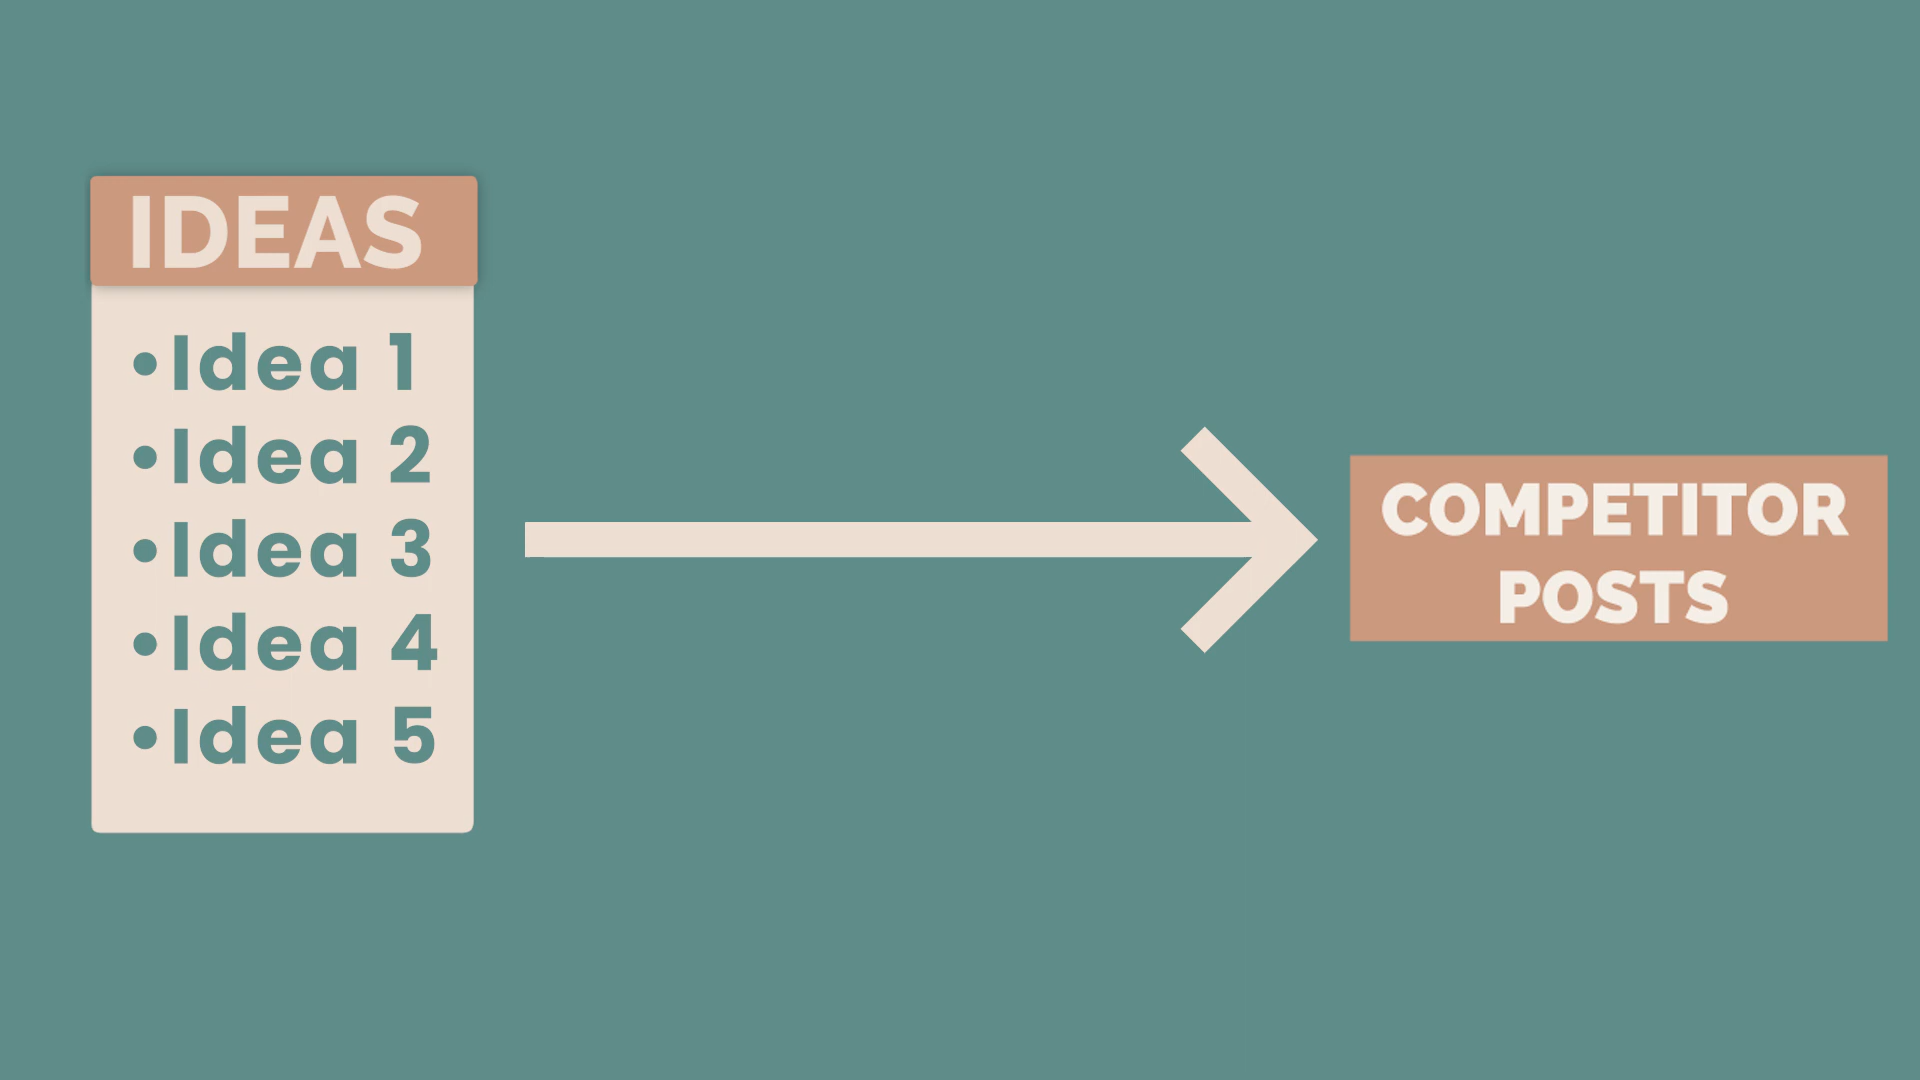 IDEAS
•Idea 1
•Idea 2
•Idea 3
•Idea 4
•Idea 5
COMPETITOR
POSTS